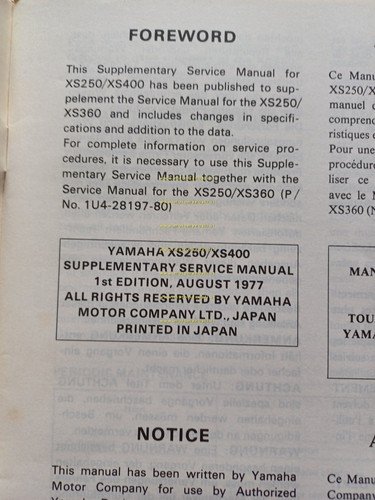 FOREWORD
This Supplementary Service Manual for
XS250/XS400 has been published to sup-
pelement the Service Manual for the XS250/
XS360 and includes changes in specifi-
cations and addition to the data.
For complete information on service pro-
cedures, it is necessary to use this Supple-
mentary Service Manual together with the
Service Manual for the XS250/XS360 (P/
No. 1U4-28197-80)
YAMAHA XS250/XS400
SUPPLEMENTARY SERVICE MANUAL
1st EDITION, AUGUST 1977
ALL RIGHTS RESERVED BY YAMAHA
MOTOR COMPANY LTD., JAPAN
PRINTED IN JAPAN
NOTICE
This manual has been written by Yamaha
Motor Company for use by Authorized
Ce Manu
XS250/X
manuel d
comprend
ristiques e
Pour une
procédure
liser ce
avec le M
XS360 (N
MAN
TOU
YAMA
Ce Manu
Company